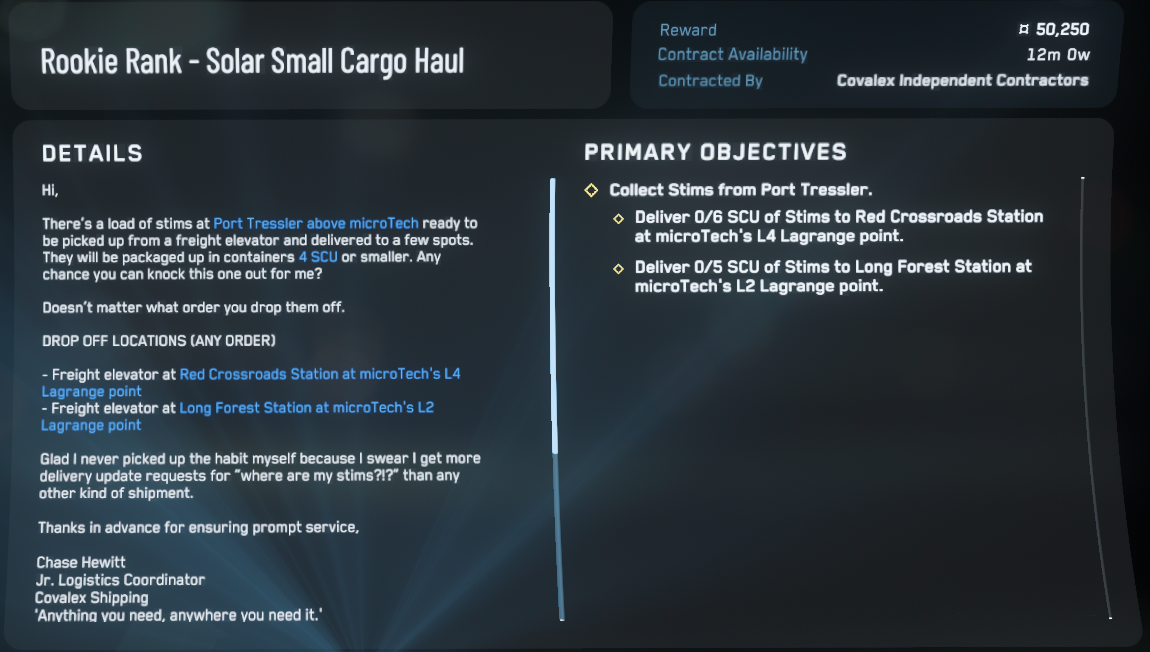 Rookie Rank - Solar Small Cargo Haul
Reward
¤ 50,250
Contract Availability
12m 0w
Contracted By
Covalex Independent Contractors
DETAILS
Hi,
There's a load of stims at Port Tressler above microTech ready to
be picked up from a freight elevator and delivered to a few spots.
They will be packaged up in containers 4 SCU or smaller. Any
chance you can knock this one out for me?
Doesn't matter what order you drop them off.
DROP OFF LOCATIONS (ANY ORDER)
- Freight elevator at Red Crossroads Station at microTech's L4
Lagrange point
- Freight elevator at Long Forest Station at microTech's L2
Lagrange point
Glad I never picked up the habit myself because I swear I get more
delivery update requests for "where are my stims?!?" than any
other kind of shipment.
Thanks in advance for ensuring prompt service,
Chase Hewitt
Jr. Logistics Coordinator
Covalex Shipping
'Anything you need, anywhere you need it.'
PRIMARY OBJECTIVES
Collect Stims from Port Tressler.
Deliver 0/6 SCU of Stims to Red Crossroads Station
at microTech's L4 Lagrange point.
Deliver 0/5 SCU of Stims to Long Forest Station at
microTech's L2 Lagrange point.